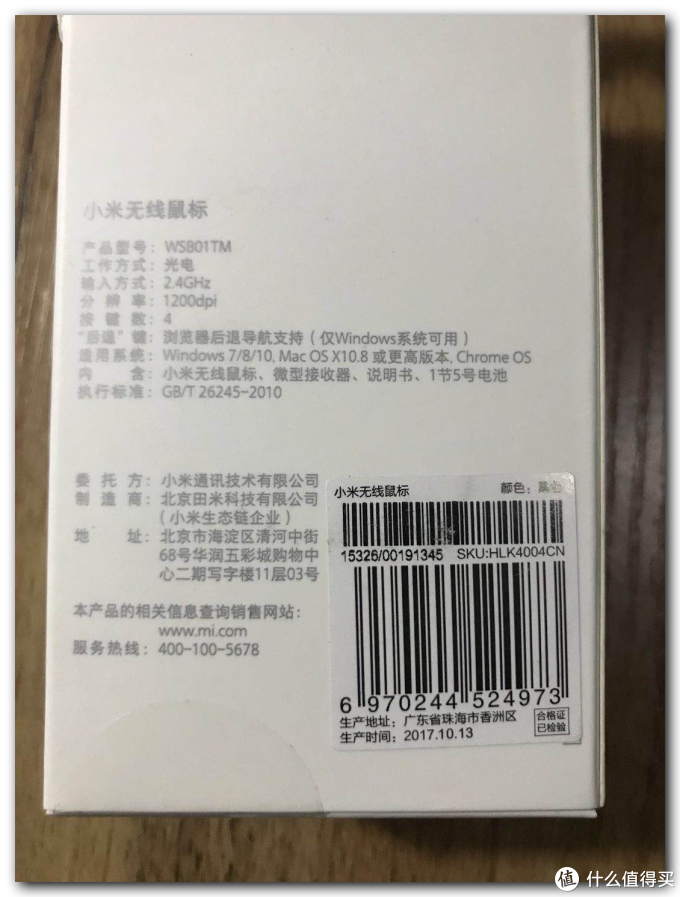 小米无线鼠标
产品型号：WSB01TM
工作方式：光电
输入方式：2.4GHz
分 辨 率：1200dpi
按 键 数：4
“后退”键：浏览器后退导航支持（仅Windows系统可用）
适用系统：Windows 7/8/10, Mac OS X10.8 或更高版本, Chrome OS
内 含：小米无线鼠标、微型接收器、说明书、1节5号电池
执行标准：GB/T 26245-2010
委 托 方：小米通讯技术有限公司
制 造 商：北京田米科技有限公司
（小米生态链企业）
地 址：北京市海淀区清河中街
68号华润五彩城购物中
心二期写字楼11层03号
本产品的相关信息查询销售网站：
www.mi.com
服务热线：400-100-5678
小米无线鼠标 颜色：黑色
15326/00191345 SKU:HLK4004CN
6 970244 524973
生产地址：广东省珠海市香洲区
生产时间：2017.10.13
合格证
已检验
值 什么值得买